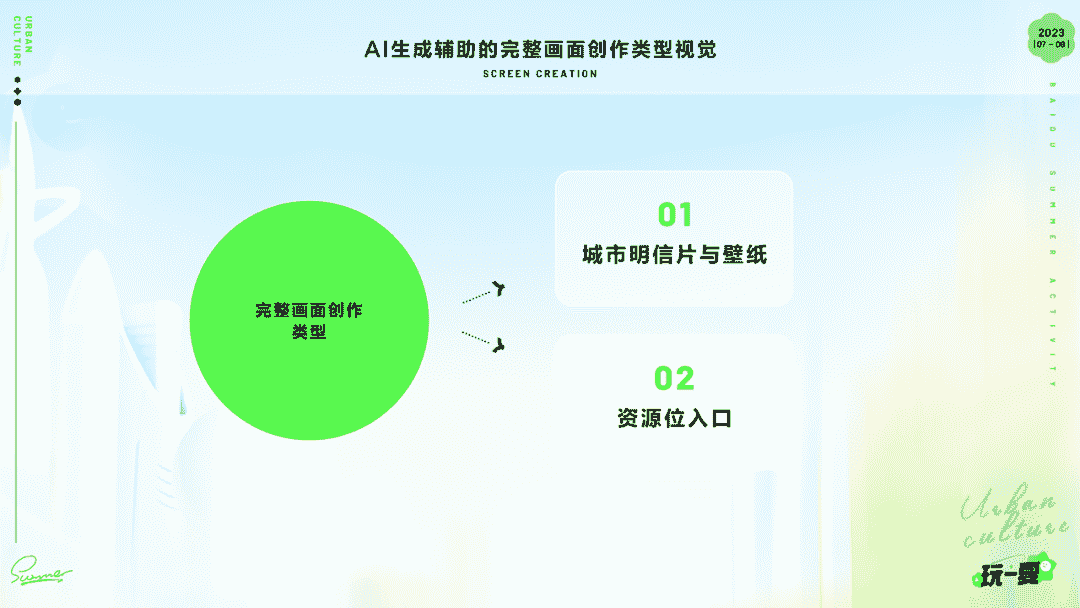 URBAN
CULTURE
AI生成辅助的完整画面创作类型视觉
SCREEN CREATION
2023
07-08
BAIDU SUMMER ACTIVITY
完整画面创作
类型
01
城市明信片与壁纸
02
资源位入口
Urban
culture
玩一夏